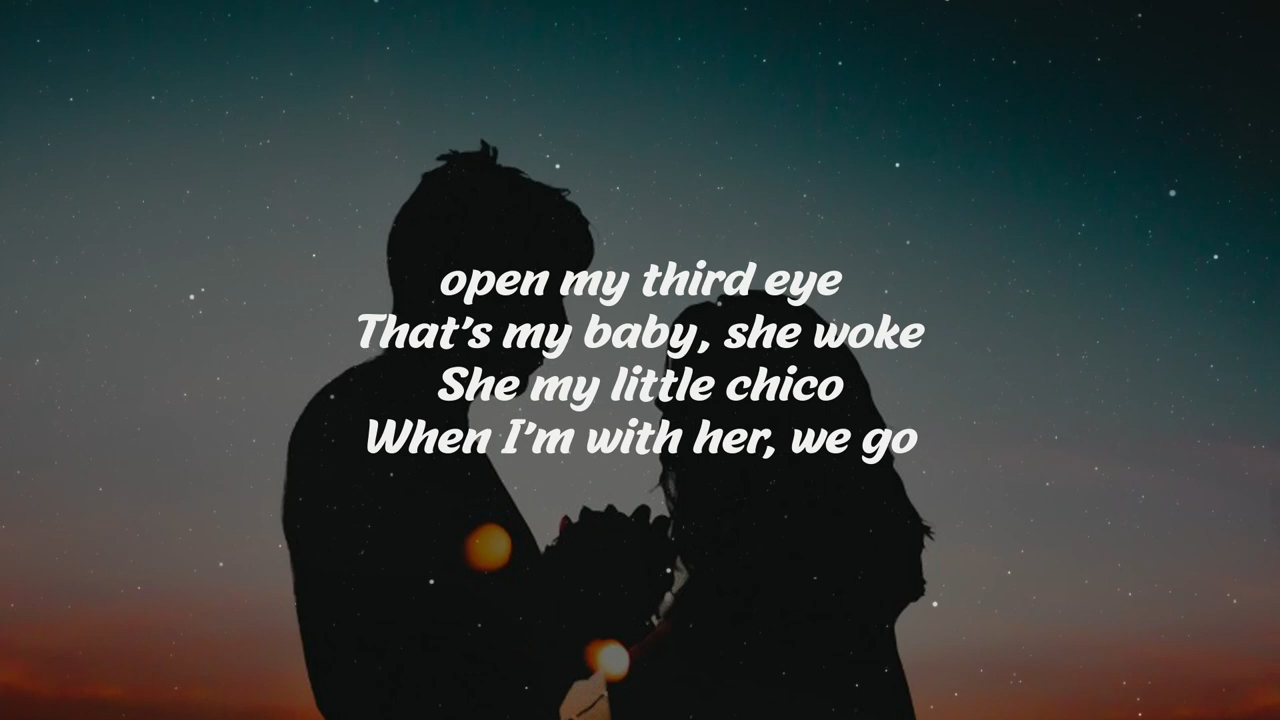 open my third eye
That's my baby, she woke
She my little chico
When I'm with her, we go